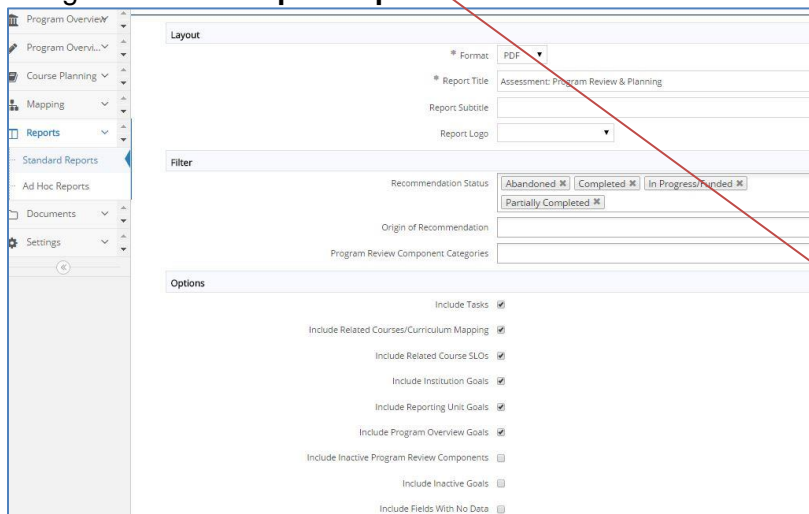 Program Overview
Program Overvi...
Course Planning
Mapping
Reports
Standard Reports
Ad Hoc Reports
Documents
Settings
Layout
* Format PDF
* Report Title Assessment: Program Review & Planning
Report Subtitle
Report Logo
Filter
Recommendation Status Abandoned ✖ Completed ✖ In Progress/Funded ✖
Partially Completed ✖
Origin of Recommendation
Program Review Component Categories
Options
Include Tasks
Include Related Courses/Curriculum Mapping
Include Related Course SLOs
Include Institution Goals
Include Reporting Unit Goals
Include Program Overview Goals
Include Inactive Program Review Components
Include Inactive Goals
Include Fields With No Data